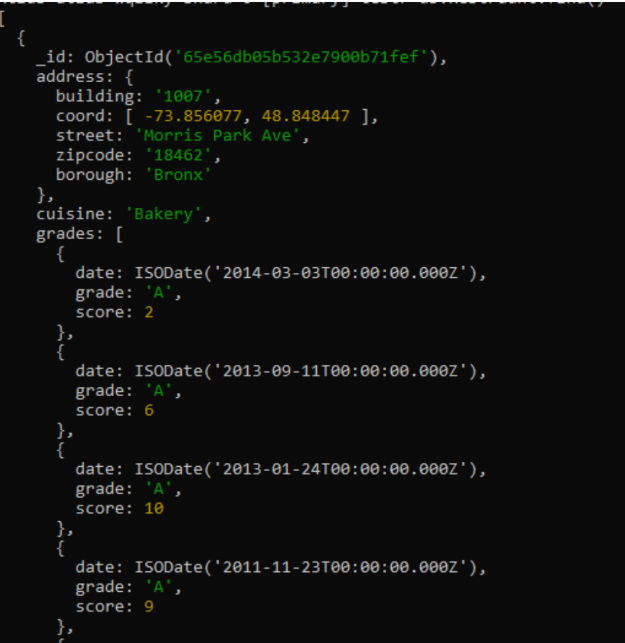 [
{
_id: ObjectId('65e56db05b532e7900b71fef'),
address: {
building: '1007',
coord: [ -73.856077, 48.848447 ],
street: 'Morris Park Ave',
zipcode: '18462',
borough: 'Bronx'
},
cuisine: 'Bakery',
grades: [
{
date: ISODate('2014-03-03T00:00:00.000Z'),
grade: 'A',
score: 2
},
{
date: ISODate('2013-09-11T00:00:00.000Z'),
grade: 'A',
score: 6
},
{
date: ISODate('2013-01-24T00:00:00.000Z'),
grade: 'A',
score: 10
},
{
date: ISODate('2011-11-23T00:00:00.000Z'),
grade: 'A',
score: 9
},